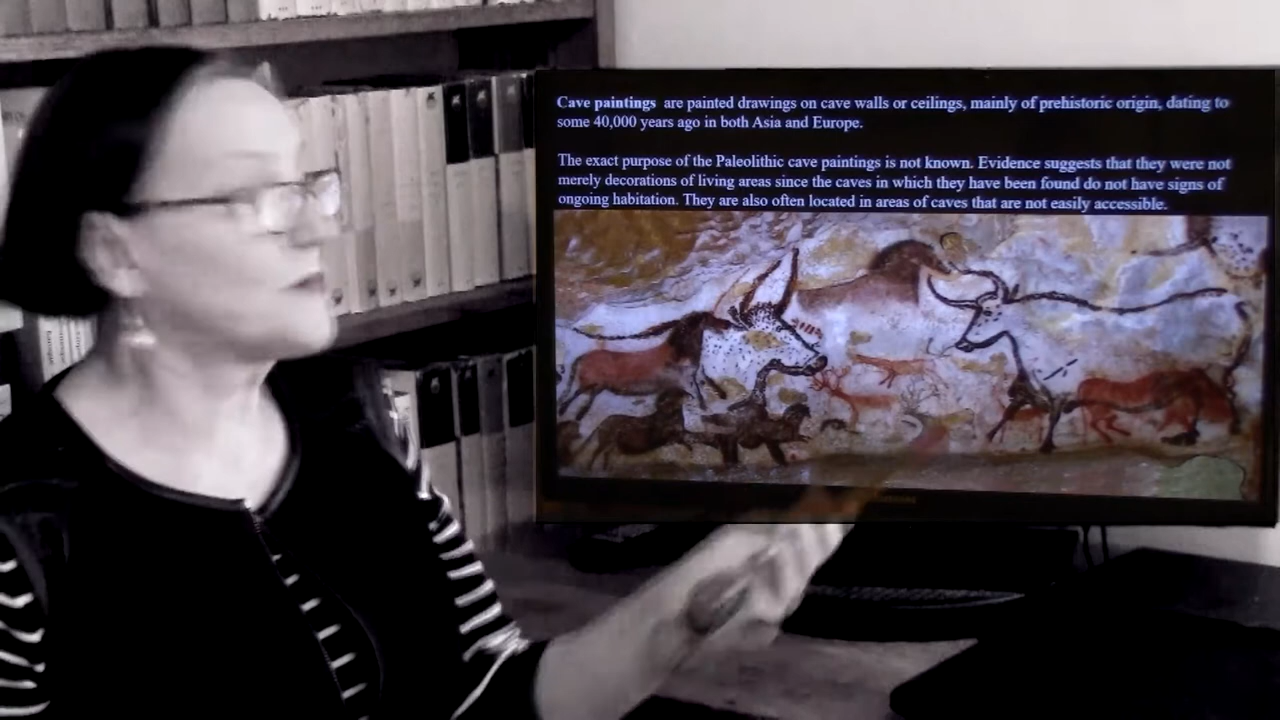 Cave paintings are painted drawings on cave walls or ceilings, mainly of prehistoric origin, dating to
some 40,000 years ago in both Asia and Europe.
The exact purpose of the Paleolithic cave paintings is not known. Evidence suggests that they were not
merely decorations of living areas since the caves in which they have been found do not have signs of
ongoing habitation. They are also often located in areas of caves that are not easily accessible.